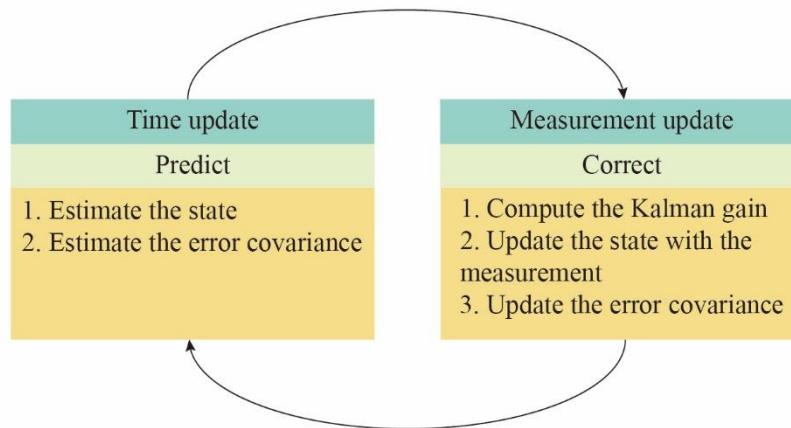 Time update
Predict
1. Estimate the state
2. Estimate the error covariance
Measurement update
Correct
1. Compute the Kalman gain
2. Update the state with the
measurement
3. Update the error covariance